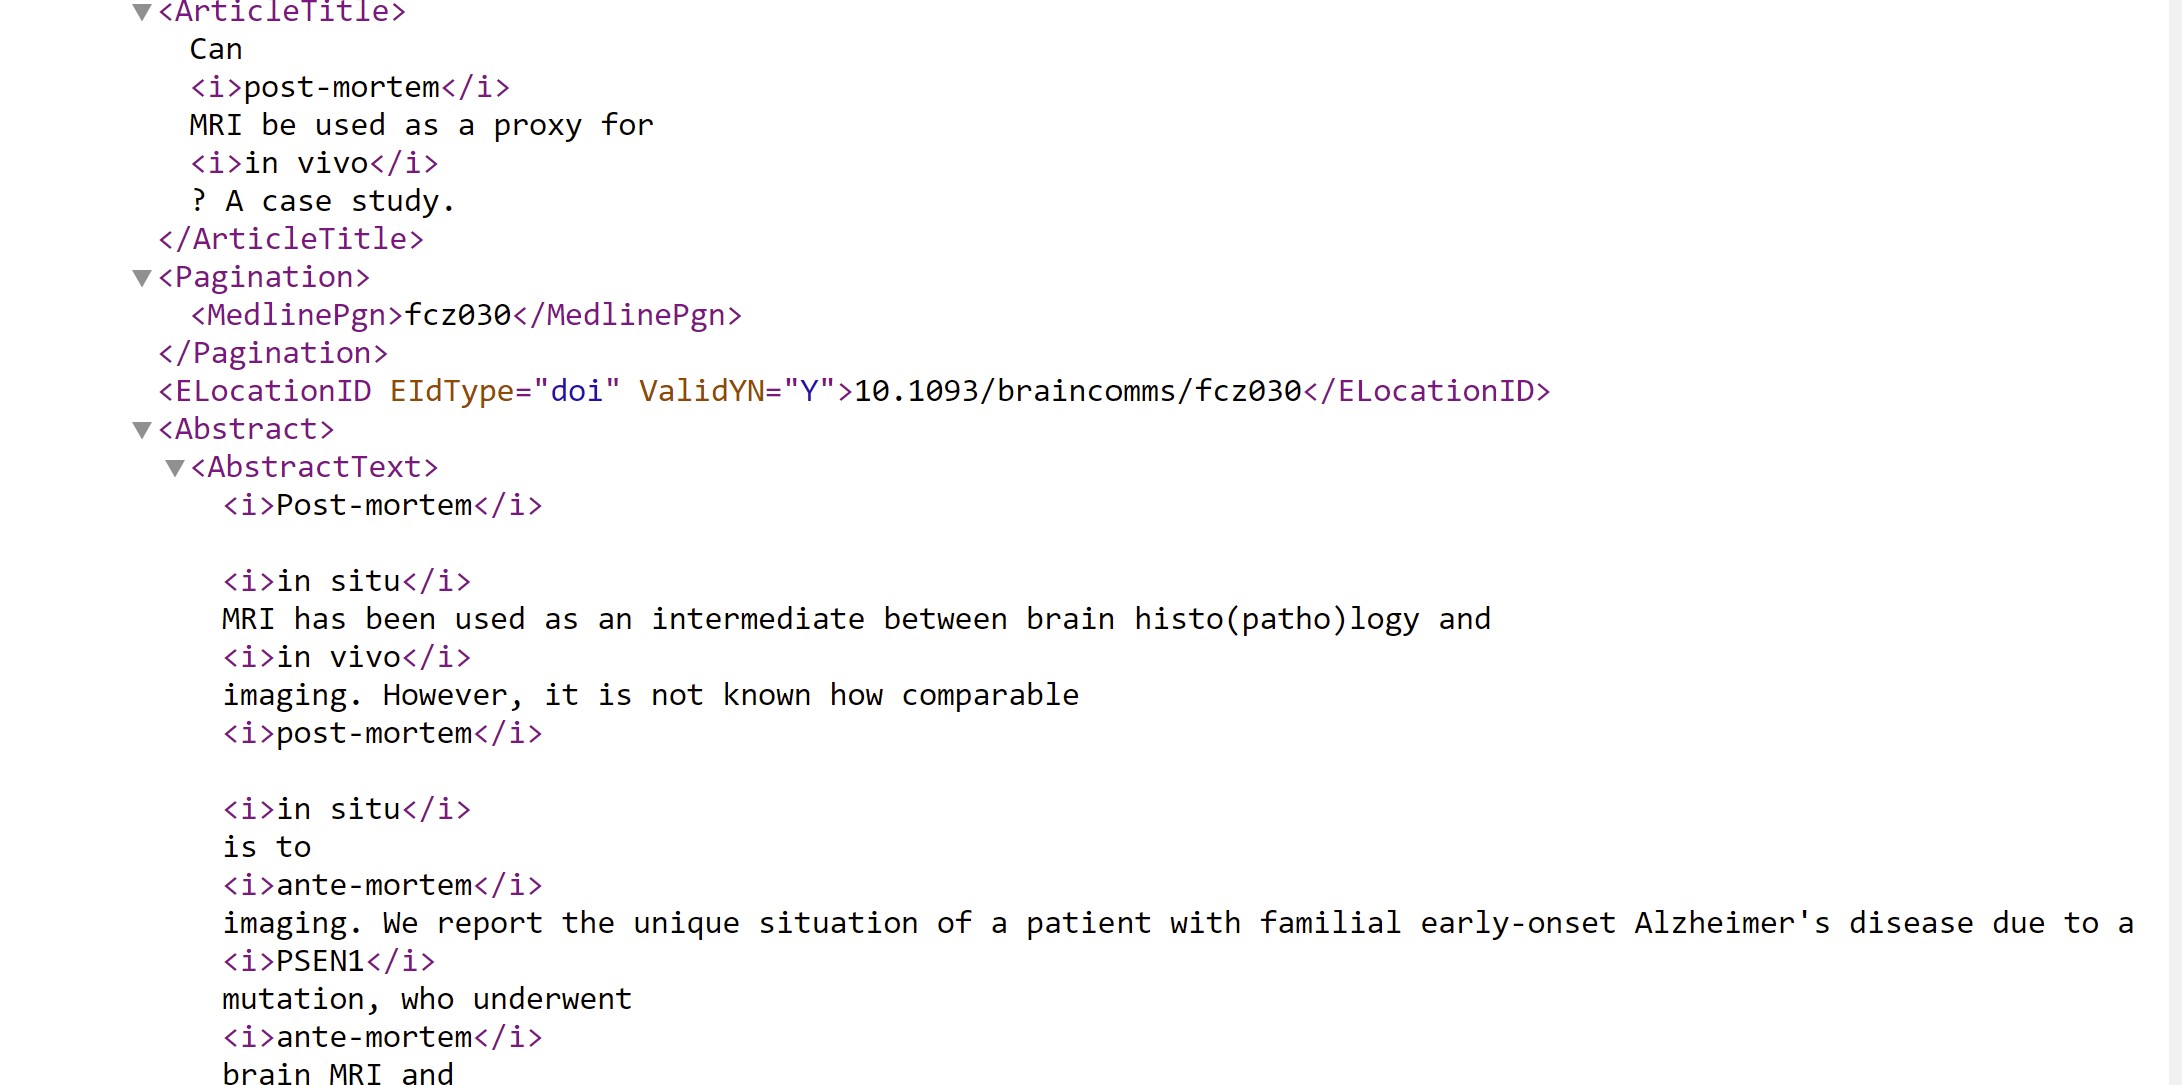 <ArticleTitle>
Can
<i>post-mortem</i>
MRI be used as a proxy for
<i>in vivo</i>
? A case study.
</ArticleTitle>
<Pagination>
<MedlinePgn>fcz030</MedlinePgn>
</Pagination>
<ELocationID EIdType="doi" ValidYN="Y">10.1093/braincomms/fcz030</ELocationID>
<Abstract>
<AbstractText>
<i>Post-mortem</i>
<i>in situ</i>
MRI has been used as an intermediate between brain histo(patho)logy and
<i>in vivo</i>
imaging. However, it is not known how comparable
<i>post-mortem</i>
<i>in situ</i>
is to
<i>ante-mortem</i>
imaging. We report the unique situation of a patient with familial early-onset Alzheimer's disease due to a
<i>PSEN1</i>
mutation, who underwent
<i>ante-mortem</i>
brain MRI and